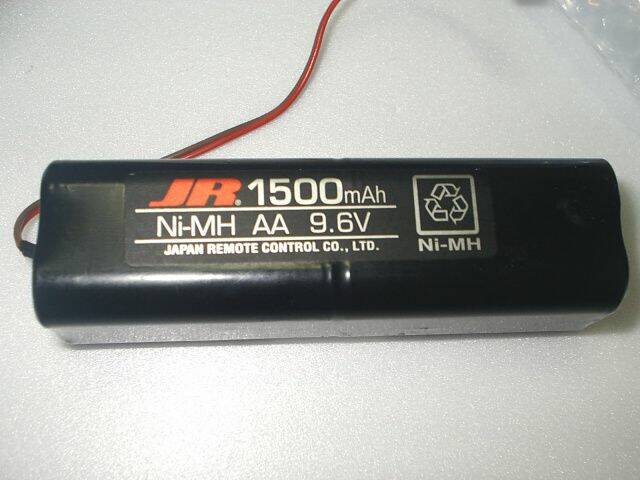 JR 1500mAh
Ni-MH AA 9.6V
JAPAN REMOTE CONTROL CO., LTD.
Ni-MH